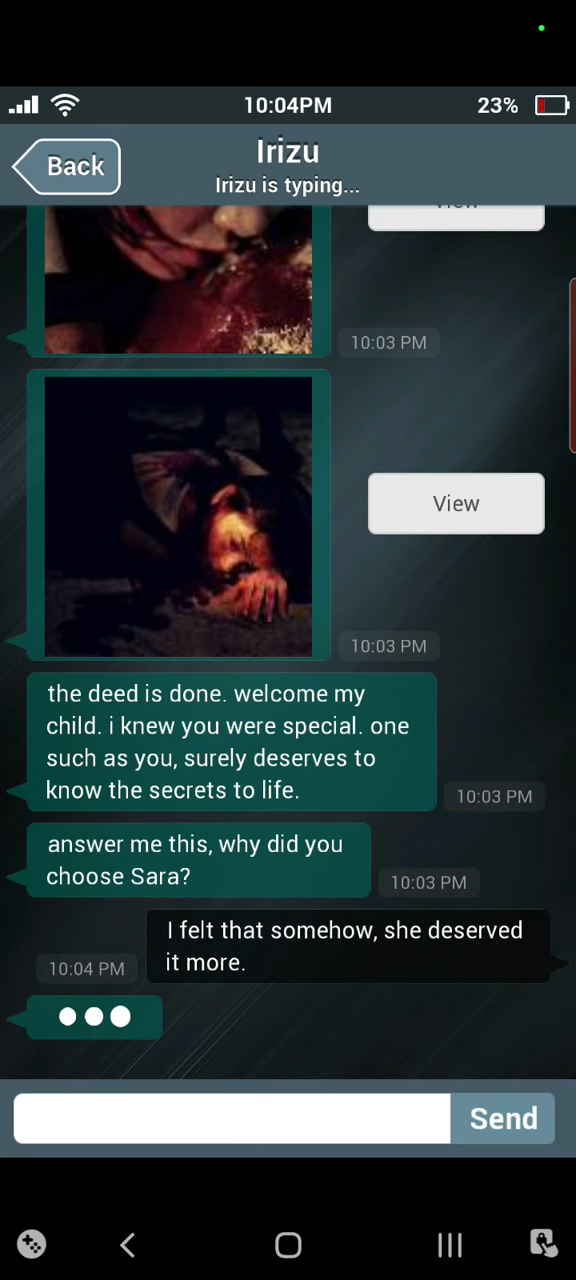 10:04PM
23%
Back
Irizu
Irizu is typing...
View
10:03 PM
View
10:03 PM
the deed is done. welcome my
child. i knew you were special. one
such as you, surely deserves to
know the secrets to life.
10:03 PM
answer me this, why did you
choose Sara?
10:03 PM
I felt that somehow, she deserved
it more.
10:04 PM
Send